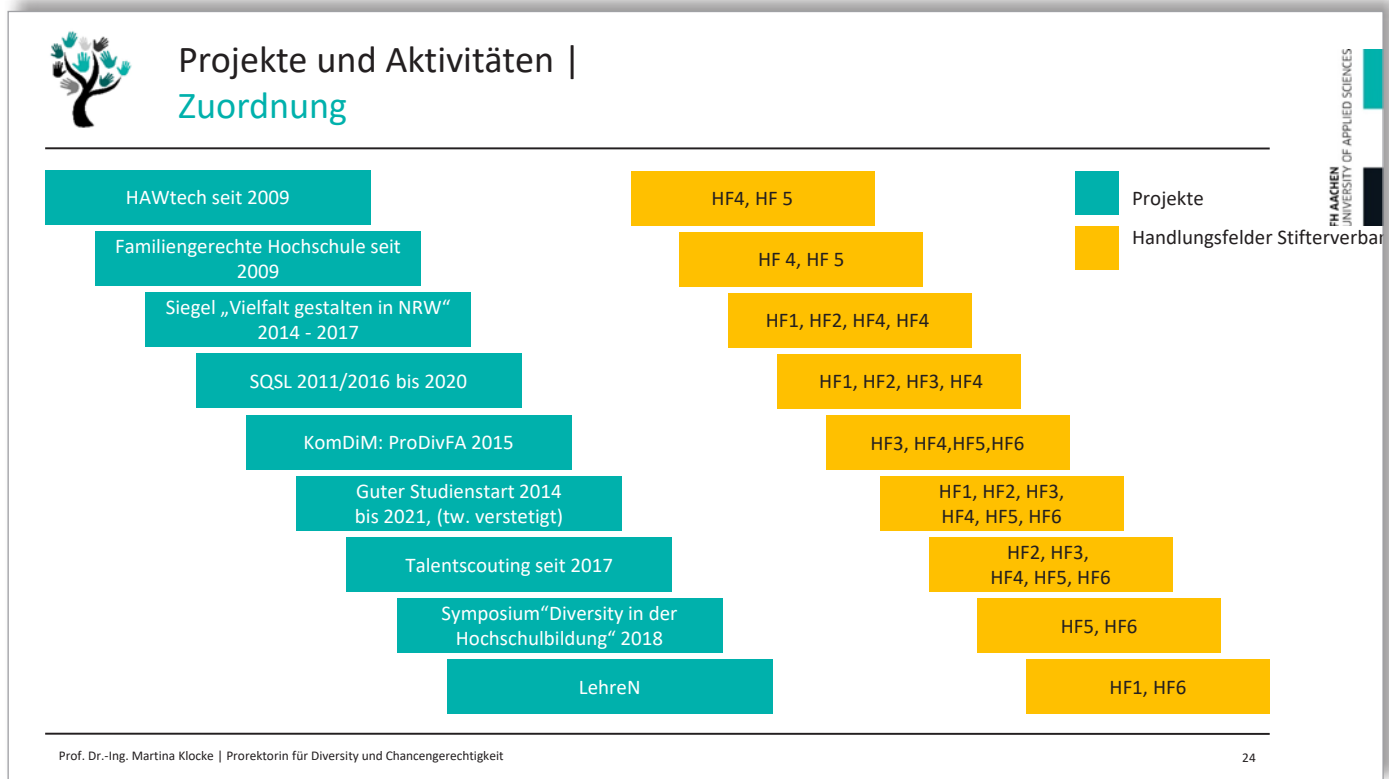 Projekte und Aktivitäten |
Zuordnung
FH AACHEN
UNIVERSITY OF APPLIED SCIENCES
HAWtech seit 2009
HF4, HF 5
Projekte
Familiengerechte Hochschule seit
2009
HF 4, HF 5
Handlungsfelder Stifterverban
Siegel „Vielfalt gestalten in NRW“
2014 - 2017
HF1, HF2, HF4, HF4
SQSL 2011/2016 bis 2020
HF1, HF2, HF3, HF4
KomDiM: ProDivFA 2015
HF3, HF4,HF5,HF6
Guter Studienstart 2014
bis 2021, (tw. verstetigt)
HF1, HF2, HF3,
HF4, HF5, HF6
Talentscouting seit 2017
HF2, HF3,
HF4, HF5, HF6
Symposium“Diversity in der
Hochschulbildung“ 2018
HF5, HF6
LehreN
HF1, HF6
Prof. Dr.-Ing. Martina Klocke | Prorektorin für Diversity und Chancengerechtigkeit
24